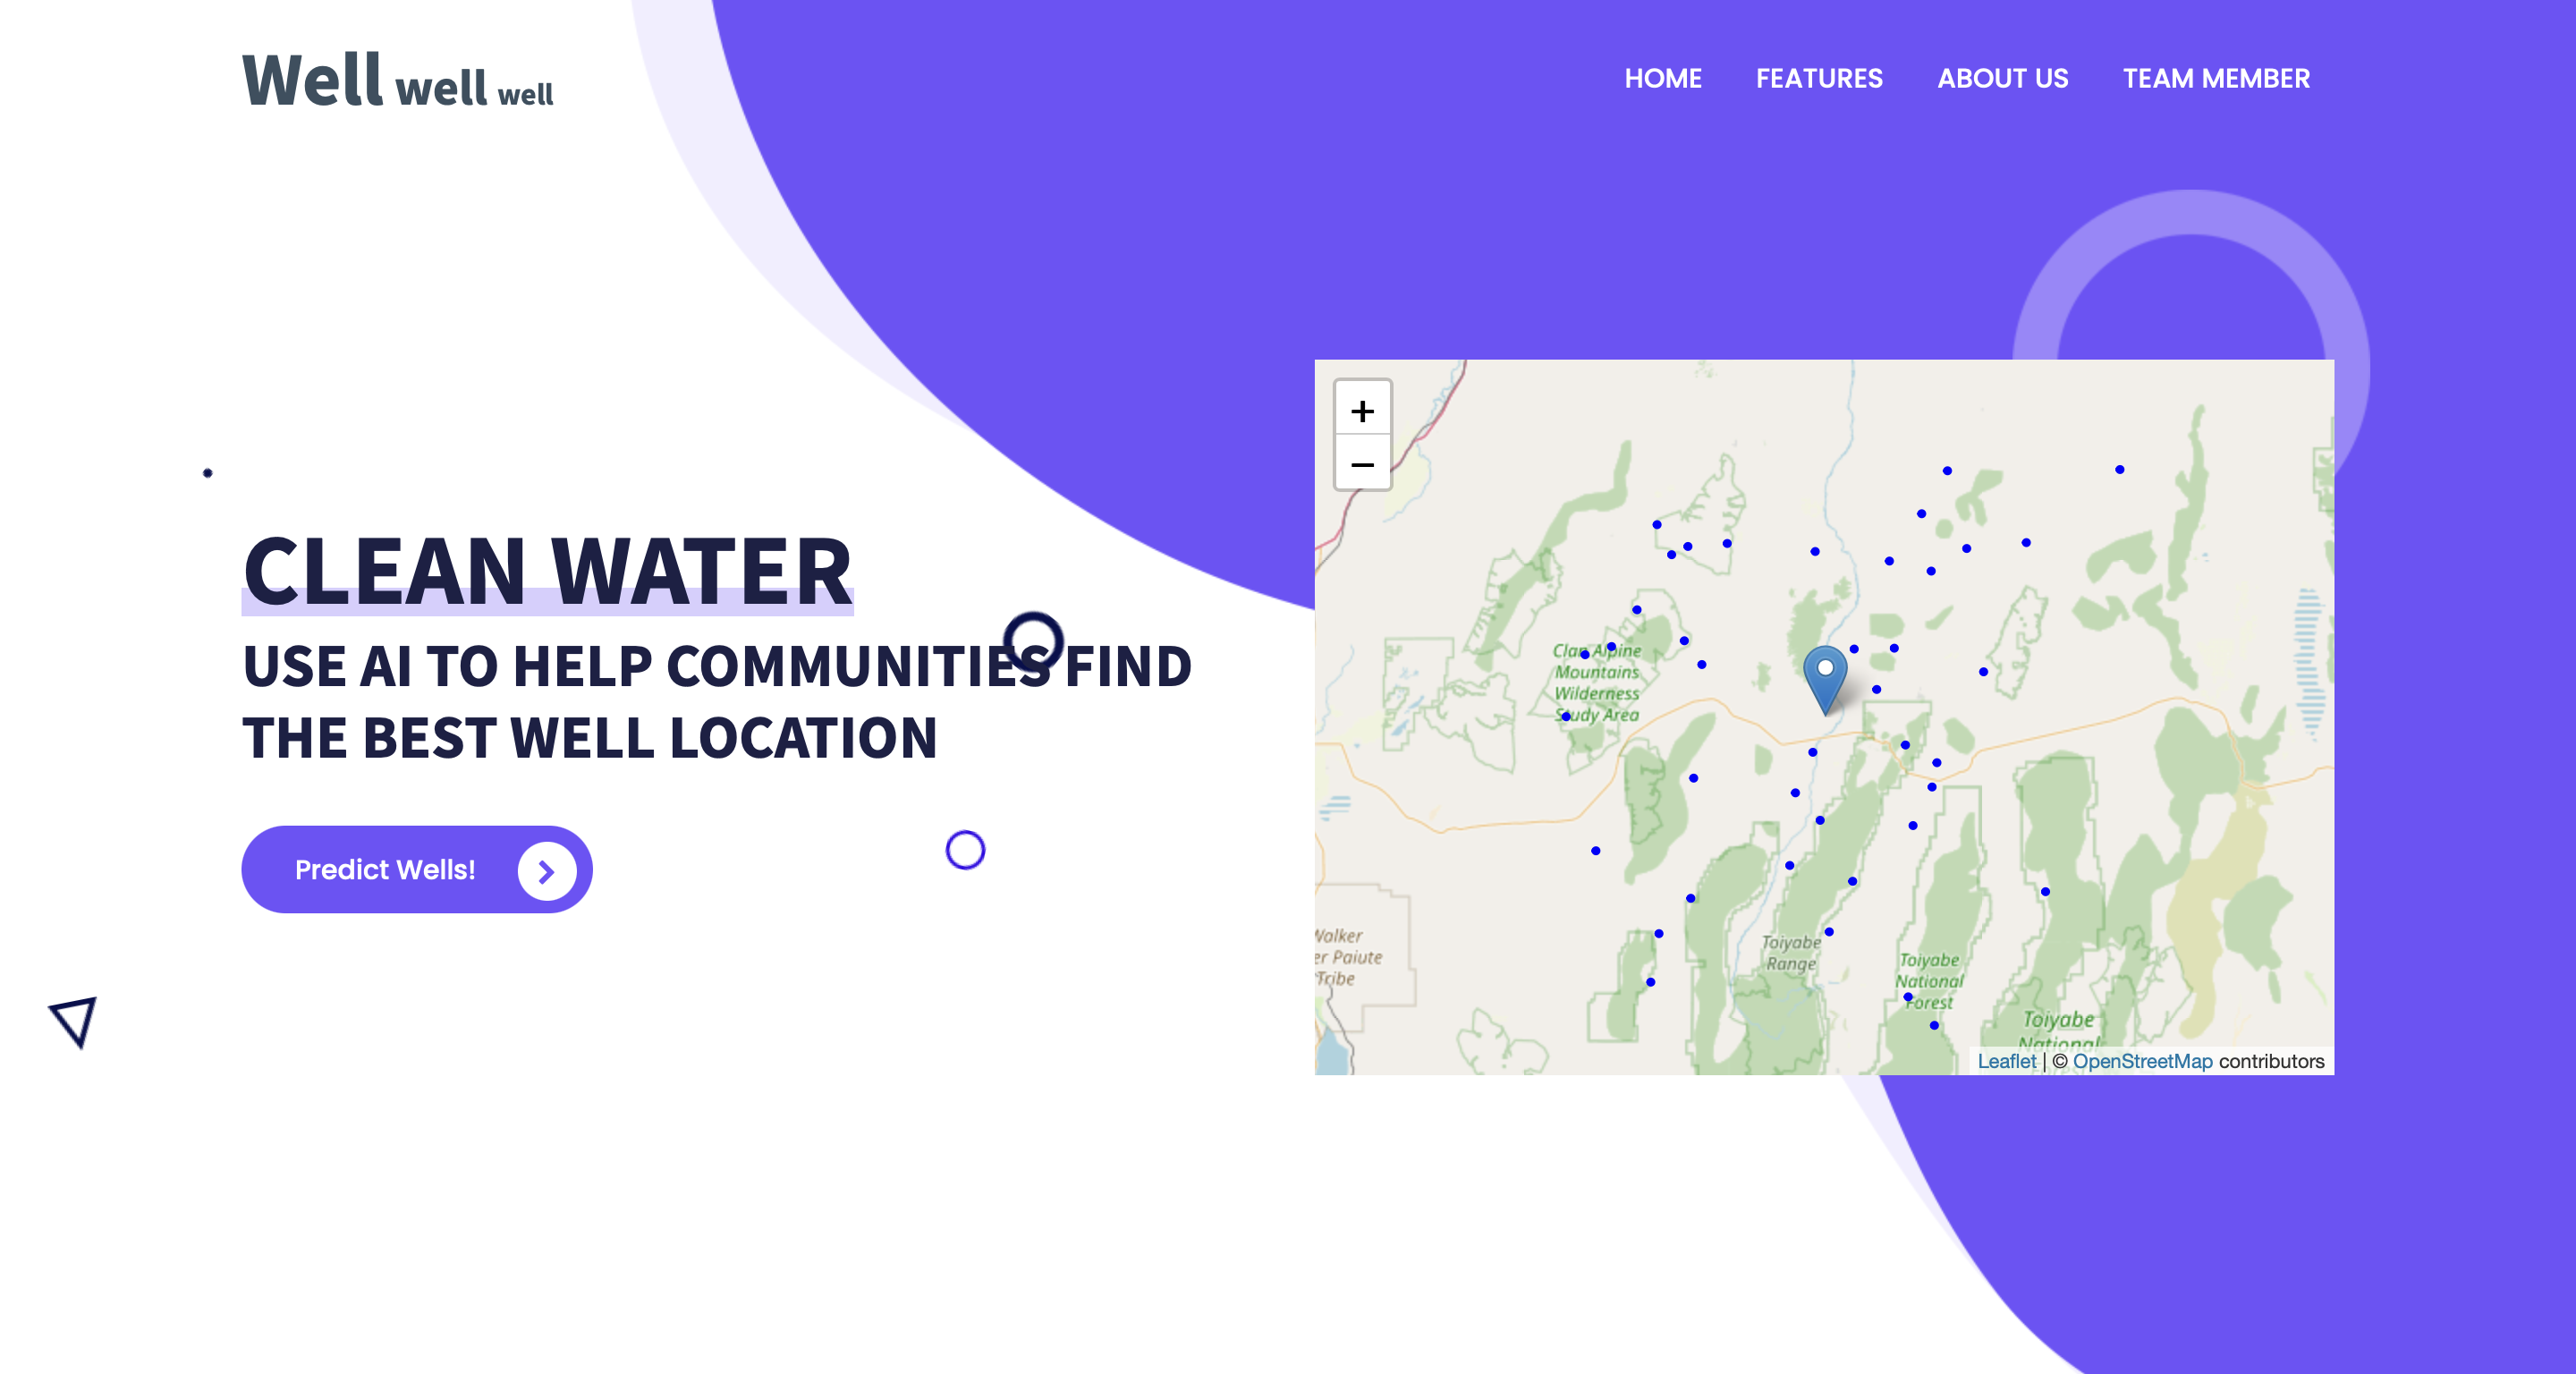 Well well well
HOME FEATURES ABOUT US TEAM MEMBER
CLEAN WATER
USE AI TO HELP COMMUNITIES FIND
THE BEST WELL LOCATION
Predict Wells!
+
−
Clan Alpine
Mountains
Wilderness
Study Area
Walker
er Paiute
Tribe
Toiyabe
Range
Toiyabe
National
Forest
Toiyabe
National
Leaflet | © OpenStreetMap contributors